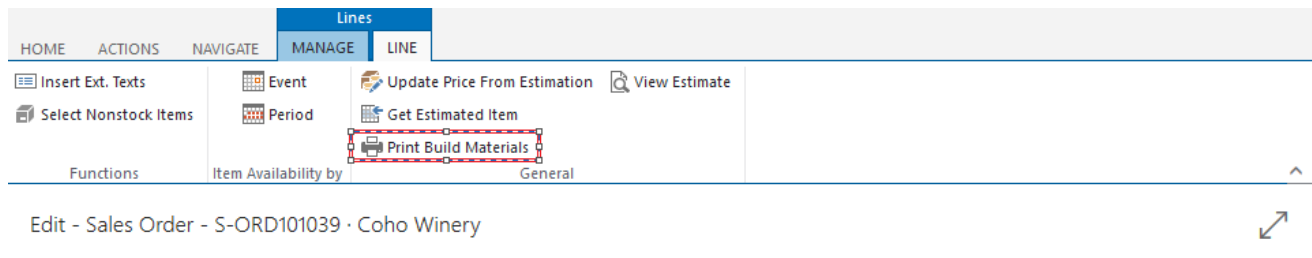 Lines
HOME ACTIONS NAVIGATE MANAGE LINE
Insert Ext. Texts Event Update Price From Estimation View Estimate
Select Nonstock Items Period Get Estimated Item
Print Build Materials
Functions Item Availability by General
Edit - Sales Order - S-ORD101039 · Coho Winery